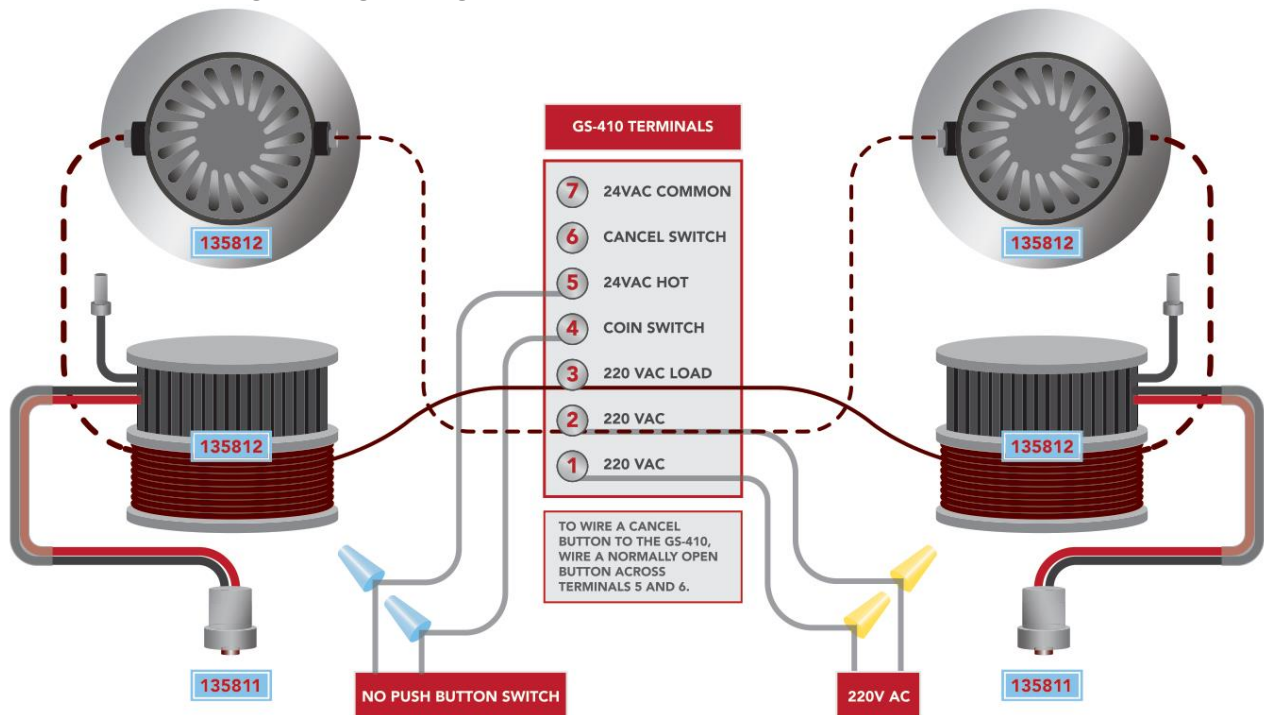 GS-410 TERMINALS
7 24VAC COMMON
6 CANCEL SWITCH
5 24VAC HOT
4 COIN SWITCH
3 220 VAC LOAD
2 220 VAC
1 220 VAC
TO WIRE A CANCEL
BUTTON TO THE GS-410,
WIRE A NORMALLY OPEN
BUTTON ACROSS
TERMINALS 5 AND 6.
135812
135812
135812
135812
135811
NO PUSH BUTTON SWITCH
220V AC
135811